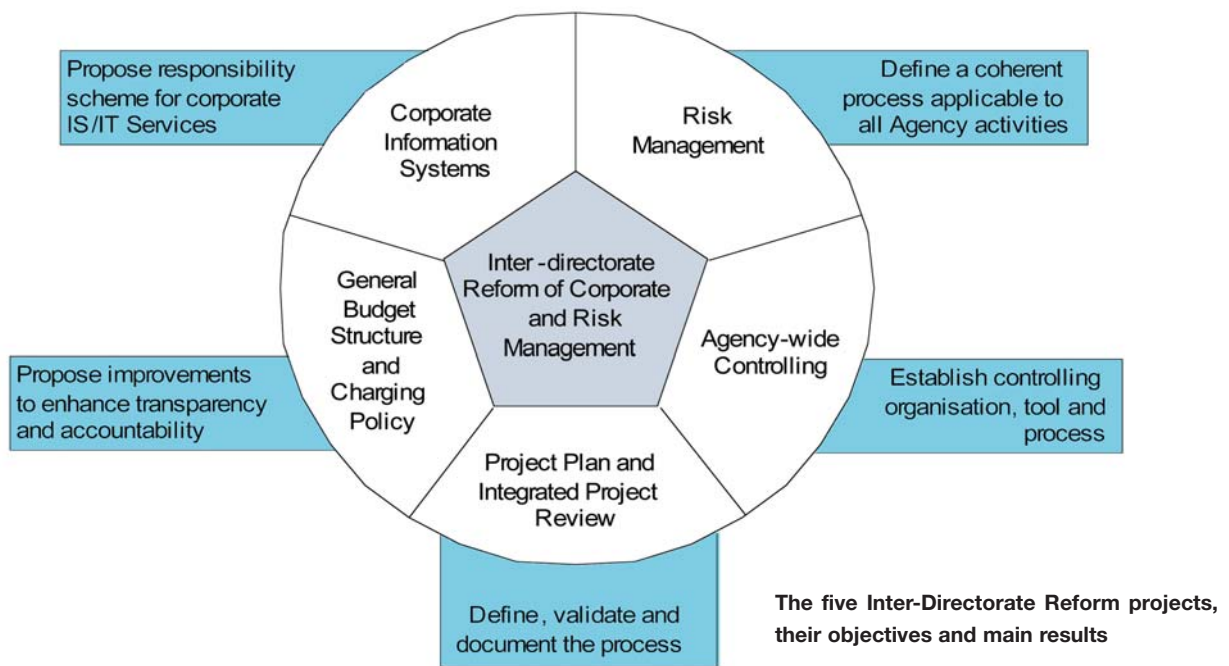 Propose responsibility
scheme for corporate
IS/IT Services
Corporate
Information
Systems
Risk
Management
Define a coherent
process applicable to
all Agency activities
Inter-directorate
Reform of Corporate
and Risk
Management
General
Budget
Structure
and
Charging
Policy
Propose improvements
to enhance transparency
and accountability
Agency-wide
Controlling
Establish controlling
organisation, tool and
process
Project Plan and
Integrated Project
Review
Define, validate and
document the process
The five Inter-Directorate Reform projects,
their objectives and main results